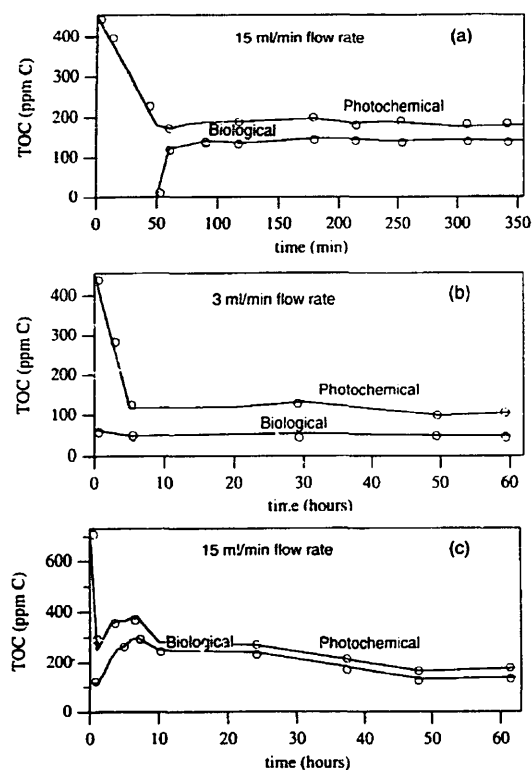 15 ml/min flow rate
(a)
TOC (ppm C)
400
300
200
100
0
Photochemical
Biological
0 50 100 150 200 250 300 350
time (min)
3 ml/min flow rate
(b)
TOC (ppm C)
400
300
200
100
0
Photochemical
Biological
0 10 20 30 40 50 60
time (hours)
15 ml/min flow rate
(c)
TOC (ppm C)
600
400
200
0
Biological
Photochemical
0 10 20 30 40 50 60
time (hours)